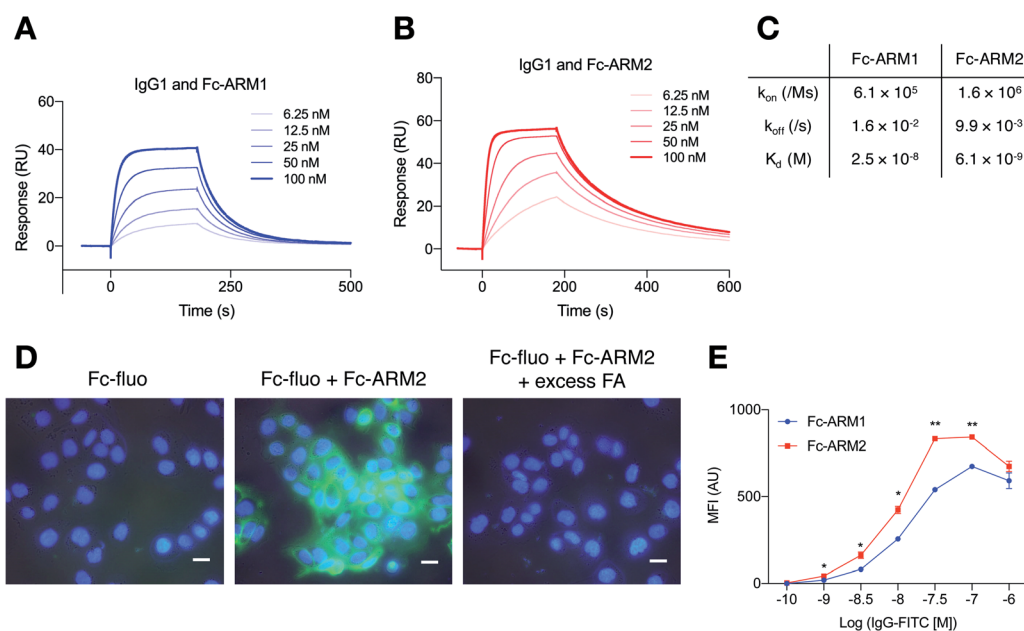 A
IgG1 and Fc-ARM1
Response (RU)
60
40
20
0
6.25 nM
12.5 nM
25 nM
50 nM
100 nM
0
250
500
Time (s)
B
IgG1 and Fc-ARM2
Response (RU)
80
60
40
20
0
6.25 nM
12.5 nM
25 nM
50 nM
100 nM
0
200
400
600
Time (s)
C
Fc-ARM1 Fc-ARM2
kon (/Ms) 6.1 × 10⁵ 1.6 × 10⁶
koff (/s) 1.6 × 10⁻² 9.9 × 10⁻³
Kd (M) 2.5 × 10⁻⁸ 6.1 × 10⁻⁹
D
Fc-fluo
Fc-fluo + Fc-ARM2
Fc-fluo + Fc-ARM2
+ excess FA
E
MFI (AU)
1000
500
0
Fc-ARM1
Fc-ARM2
*
*
*
**
**
-10
-9
-8.5
-8
-7.5
-7
-6
Log (IgG-FITC [M])